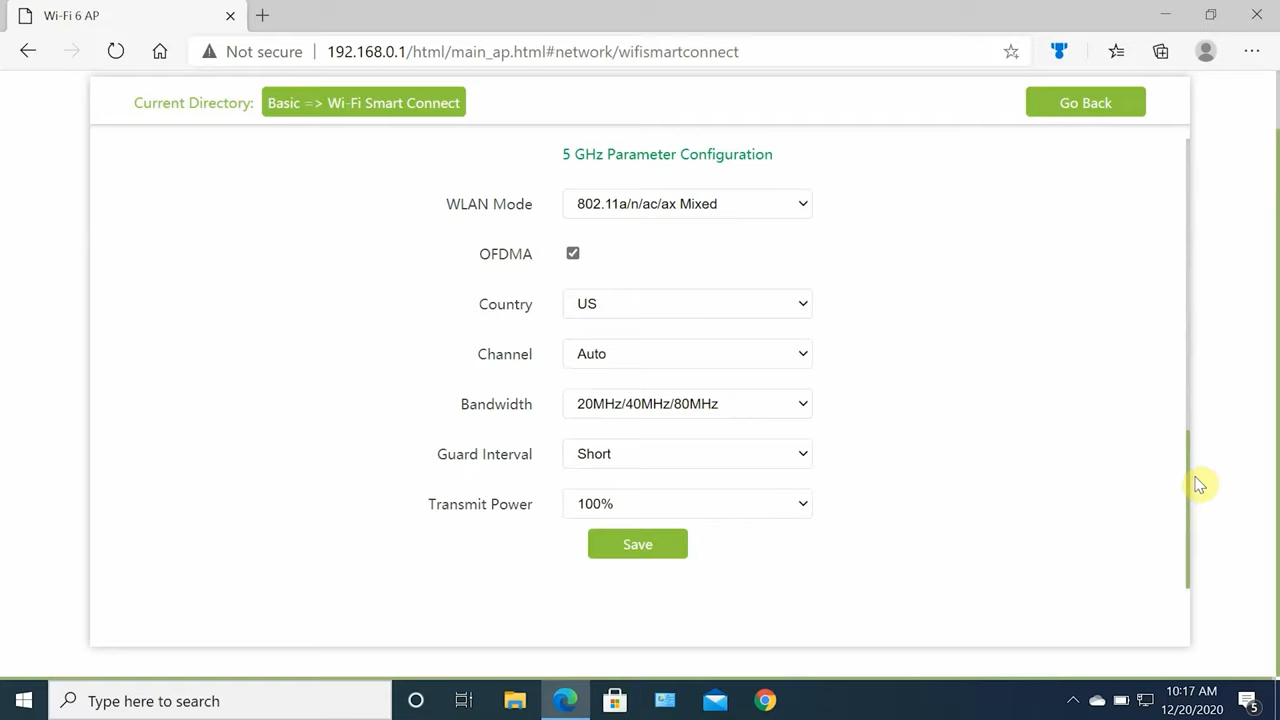 Wi-Fi 6 AP
Not secure
192.168.0.1/html/main_ap.html#network/wifismartconnect
Current Directory: Basic => Wi-Fi Smart Connect Go Back
5 GHz Parameter Configuration
WLAN Mode 802.11a/n/ac/ax Mixed
OFDMA
Country US
Channel Auto
Bandwidth 20MHz/40MHz/80MHz
Guard Interval Short
Transmit Power 100%
Save
Type here to search
10:17 AM
12/20/2020
5